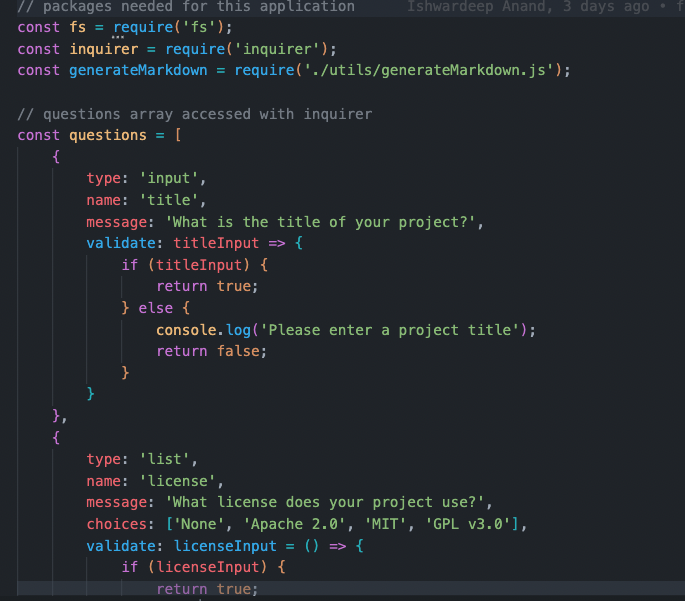 // packages needed for this application Ishwardeep Anand, 3 days ago • f
const fs = require('fs');
const inquirer = require('inquirer');
const generateMarkdown = require('./utils/generateMarkdown.js');
// questions array accessed with inquirer
const questions = [
    {
        type: 'input',
        name: 'title',
        message: 'What is the title of your project?',
        validate: titleInput => {
            if (titleInput) {
                return true;
            } else {
                console.log('Please enter a project title');
                return false;
            }
        }
    },
    {
        type: 'list',
        name: 'license',
        message: 'What license does your project use?',
        choices: ['None', 'Apache 2.0', 'MIT', 'GPL v3.0'],
        validate: licenseInput = () => {
            if (licenseInput) {
                return true;